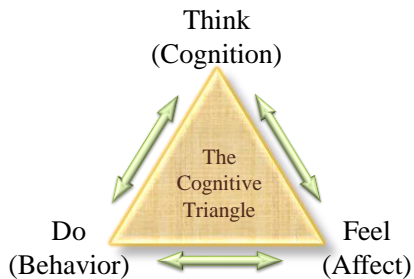 Think
(Cognition)
The
Cognitive
Triangle
Do
(Behavior)
Feel
(Affect)